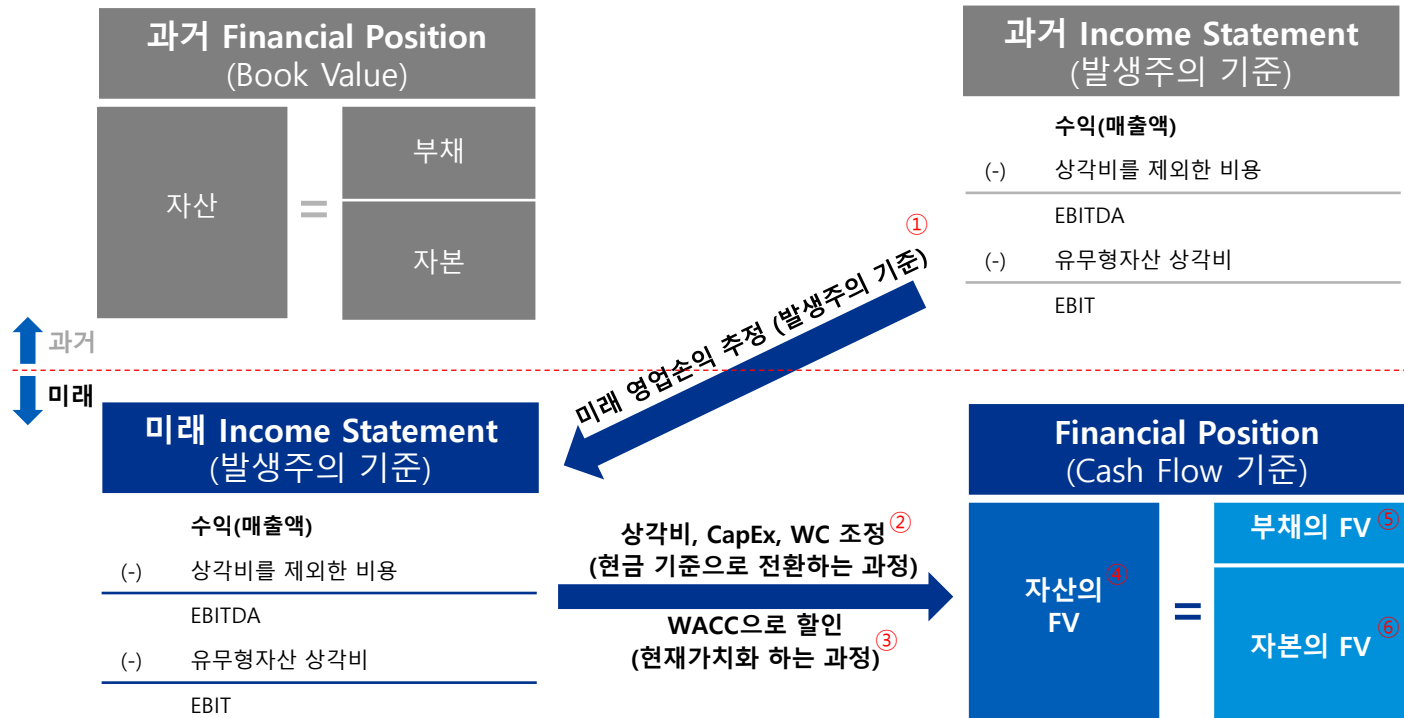 과거 Financial Position
(Book Value)
자산
=
부채
자본
과거 Income Statement
(발생주의 기준)
수익(매출액)
(-) 상각비를 제외한 비용
EBITDA
(-) 유무형자산 상각비
EBIT
①
미래 영업손익 추정 (발생주의 기준)
과거
미래
미래 Income Statement
(발생주의 기준)
수익(매출액)
(-) 상각비를 제외한 비용
EBITDA
(-) 유무형자산 상각비
EBIT
상각비, CapEx, WC 조정 ②
(현금 기준으로 전환하는 과정)
WACC으로 할인
(현재가치화 하는 과정) ③
Financial Position
(Cash Flow 기준)
자산의 ④
FV
=
부채의 FV ⑤
자본의 FV ⑥